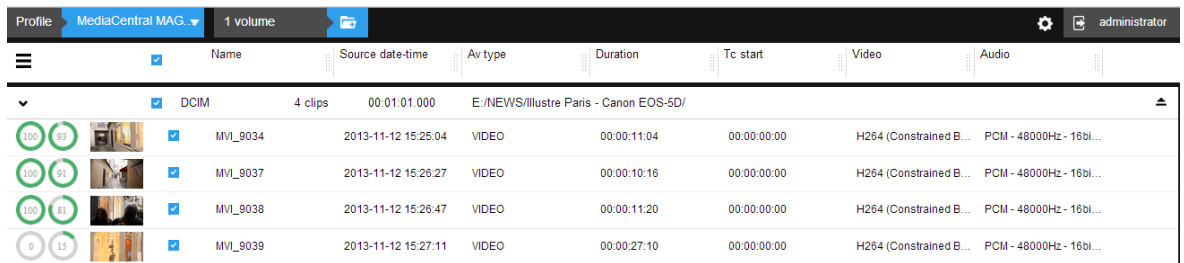 Profile MediaCentral MAG.. 1 volume administrator
Name Source date-time Av type Duration Tc start Video Audio
DCIM 4 clips 00:01:01.000 E:/NEWS/Illustre Paris - Canon EOS-5D/
100 93 MVI_9034 2013-11-12 15:25:04 VIDEO 00:00:11:04 00:00:00:00 H264 (Constrained B... PCM - 48000Hz - 16bi...
100 91 MVI_9037 2013-11-12 15:26:27 VIDEO 00:00:10:16 00:00:00:00 H264 (Constrained B... PCM - 48000Hz - 16bi...
100 81 MVI_9038 2013-11-12 15:26:47 VIDEO 00:00:11:20 00:00:00:00 H264 (Constrained B... PCM - 48000Hz - 16bi...
0 15 MVI_9039 2013-11-12 15:27:11 VIDEO 00:00:27:10 00:00:00:00 H264 (Constrained B... PCM - 48000Hz - 16bi...